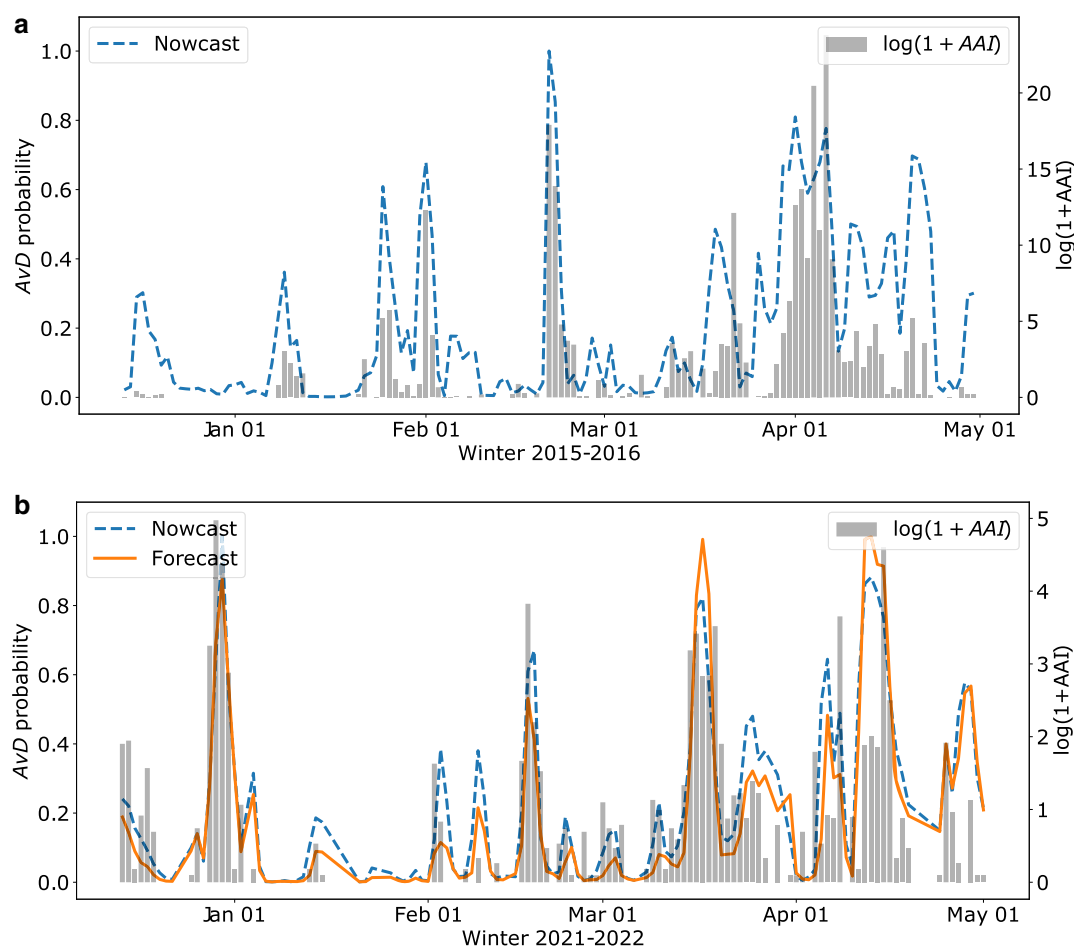 a
Nowcast
log(1 + AAI)
1.0
0.8
0.6
0.4
0.2
0.0
AvD probability
20
15
10
5
0
log(1+AAI)
Jan 01
Feb 01
Mar 01
Apr 01
May 01
Winter 2015-2016
b
Nowcast
Forecast
log(1 + AAI)
1.0
0.8
0.6
0.4
0.2
0.0
AvD probability
5
4
3
2
1
0
log(1+AAI)
Jan 01
Feb 01
Mar 01
Apr 01
May 01
Winter 2021-2022